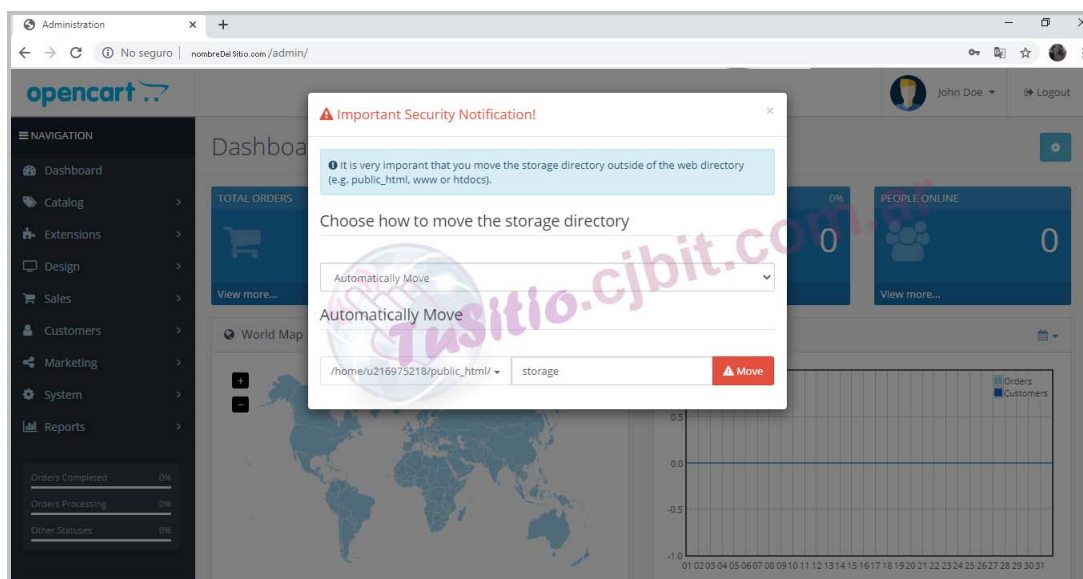 Administration
No seguro
nombreDelSitio.com/admin/
opencart
John Doe
Logout
NAVIGATION
Dashboard
Catalog
Extensions
Design
Sales
Customers
Marketing
System
Reports
Orders Completed 0%
Orders Processing 0%
Other Statuses 0%
Dashboa
TOTAL ORDERS
View more...
World Map
Important Security Notification!
×
It is very imporant that you move the storage directory outside of the web directory
(e.g. public_html, www or htdocs).
Choose how to move the storage directory
Automatically Move
Automatically Move
/home/u216975218/public_html/
storage
Move
TuSitio.cjbit.com.ar
0%
0
PEOPLE ONLINE
0
View more...
Orders
Customers
0.5
0.0
-0.5
-1.0
01 02 03 04 05 06 07 08 09 10 11 12 13 14 15 16 17 18 19 20 21 22 23 24 25 26 27 28 29 30 31